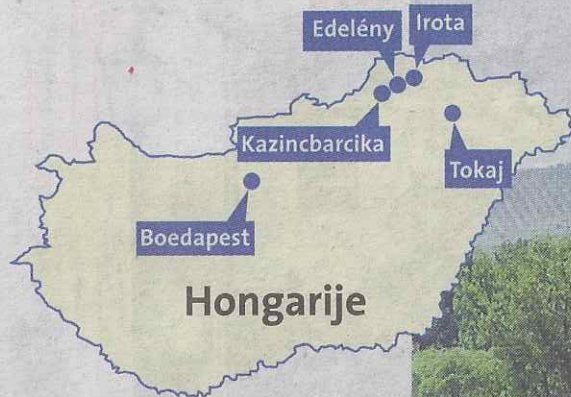 Edelény
Irota
Kazincbarcika
Tokaj
Boedapest
Hongarije